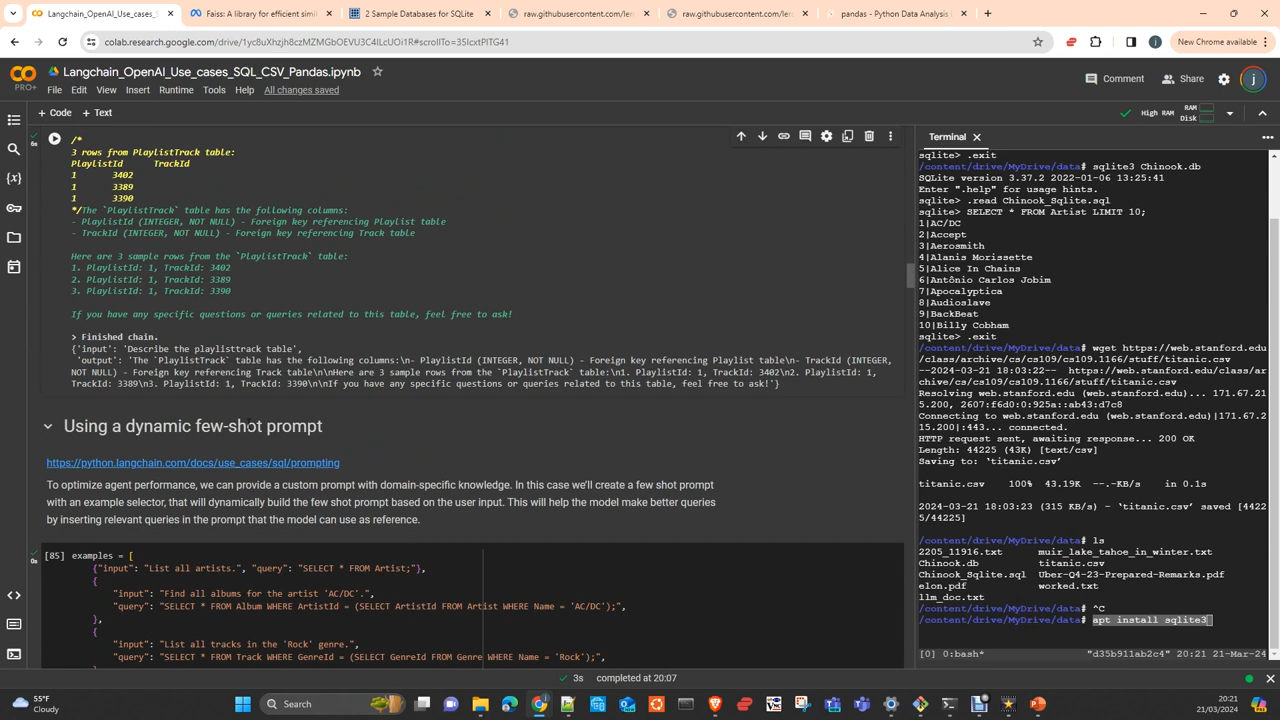 Langchain_OpenAI_Use_cases_S
Faiss: A library for efficient simil
2 Sample Databases for SQLite
raw.githubusercontent.com/lerc
raw.githubusercontent.com/lerc
pandas - Python Data Analysis
colab.research.google.com/drive/1yc8uXhzjh8czMZMGbOEVU3C4ILcUOi1R#scrollTo=35IcxtPITG41
New Chrome available
Langchain_OpenAI_Use_cases_SQL_CSV_Pandas.ipynb
PRO+
File Edit View Insert Runtime Tools Help All changes saved
Comment Share
+ Code + Text
High RAM RAM Disk
6s
/*
3 rows from PlaylistTrack table:
PlaylistId TrackId
1 3402
1 3389
1 3390
*/The `PlaylistTrack` table has the following columns:
- PlaylistId (INTEGER, NOT NULL) - Foreign key referencing Playlist table
- TrackId (INTEGER, NOT NULL) - Foreign key referencing Track table
Here are 3 sample rows from the `PlaylistTrack` table:
1. PlaylistId: 1, TrackId: 3402
2. PlaylistId: 1, TrackId: 3389
3. PlaylistId: 1, TrackId: 3390
If you have any specific questions or queries related to this table, feel free to ask!
> Finished chain.
{'input': 'Describe the playlisttrack table',
'output': 'The `PlaylistTrack` table has the following columns:\n- PlaylistId (INTEGER, NOT NULL) - Foreign key referencing Playlist table\n- TrackId (INTEGER,
NOT NULL) - Foreign key referencing Track table\n\nHere are 3 sample rows from the `PlaylistTrack` table:\n1. PlaylistId: 1, TrackId: 3402\n2. PlaylistId: 1,
TrackId: 3389\n3. PlaylistId: 1, TrackId: 3390\n\nIf you have any specific questions or queries related to this table, feel free to ask!'}
Using a dynamic few-shot prompt
https://python.langchain.com/docs/use_cases/sql/prompting
To optimize agent performance, we can provide a custom prompt with domain-specific knowledge. In this case we'll create a few shot prompt
with an example selector, that will dynamically build the few shot prompt based on the user input. This will help the model make better queries
by inserting relevant queries in the prompt that the model can use as reference.
0s
[85] examples = [
{"input": "List all artists.", "query": "SELECT * FROM Artist;"},
{
"input": "Find all albums for the artist 'AC/DC'.",
"query": "SELECT * FROM Album WHERE ArtistId = (SELECT ArtistId FROM Artist WHERE Name = 'AC/DC');",
},
{
"input": "List all tracks in the 'Rock' genre.",
"query": "SELECT * FROM Track WHERE GenreId = (SELECT GenreId FROM Genre WHERE Name = 'Rock');",
Terminal
sqlite> .exit
/content/drive/MyDrive/data# sqlite3 Chinook.db
SQLite version 3.37.2 2022-01-06 13:25:41
Enter ".help" for usage hints.
sqlite> .read Chinook_Sqlite.sql
sqlite> SELECT * FROM Artist LIMIT 10;
1|AC/DC
2|Accept
3|Aerosmith
4|Alanis Morissette
5|Alice In Chains
6|Antônio Carlos Jobim
7|Apocalyptica
8|Audioslave
9|BackBeat
10|Billy Cobham
sqlite> .exit
/content/drive/MyDrive/data# wget https://web.stanford.edu
/class/archive/cs/cs109/cs109.1166/stuff/titanic.csv
--2024-03-21 18:03:22-- https://web.stanford.edu/class/ar
chive/cs/cs109/cs109.1166/stuff/titanic.csv
Resolving web.stanford.edu (web.stanford.edu)... 171.67.21
5.200, 2607:f6d0:0:925a::ab43:d7c8
Connecting to web.stanford.edu (web.stanford.edu)|171.67.2
15.200|:443... connected.
HTTP request sent, awaiting response... 200 OK
Length: 44225 (43K) [text/csv]
Saving to: ‘titanic.csv’
titanic.csv 100% 43.19K --.-KB/s in 0.1s
2024-03-21 18:03:23 (315 KB/s) - ‘titanic.csv’ saved [4422
5/44225]
/content/drive/MyDrive/data# ls
2205_11916.txt muir_lake_tahoe_in_winter.txt
Chinook.db titanic.csv
Chinook_Sqlite.sql Uber-Q4-23-Prepared-Remarks.pdf
elon.pdf worked.txt
llm_doc.txt
/content/drive/MyDrive/data# ^C
/content/drive/MyDrive/data# apt install sqlite3
[0] 0:bash* "d35b911ab2c4" 20:21 21-Mar-24
3s completed at 20:07
55°F
Cloudy
Search
20:21
21/03/2024